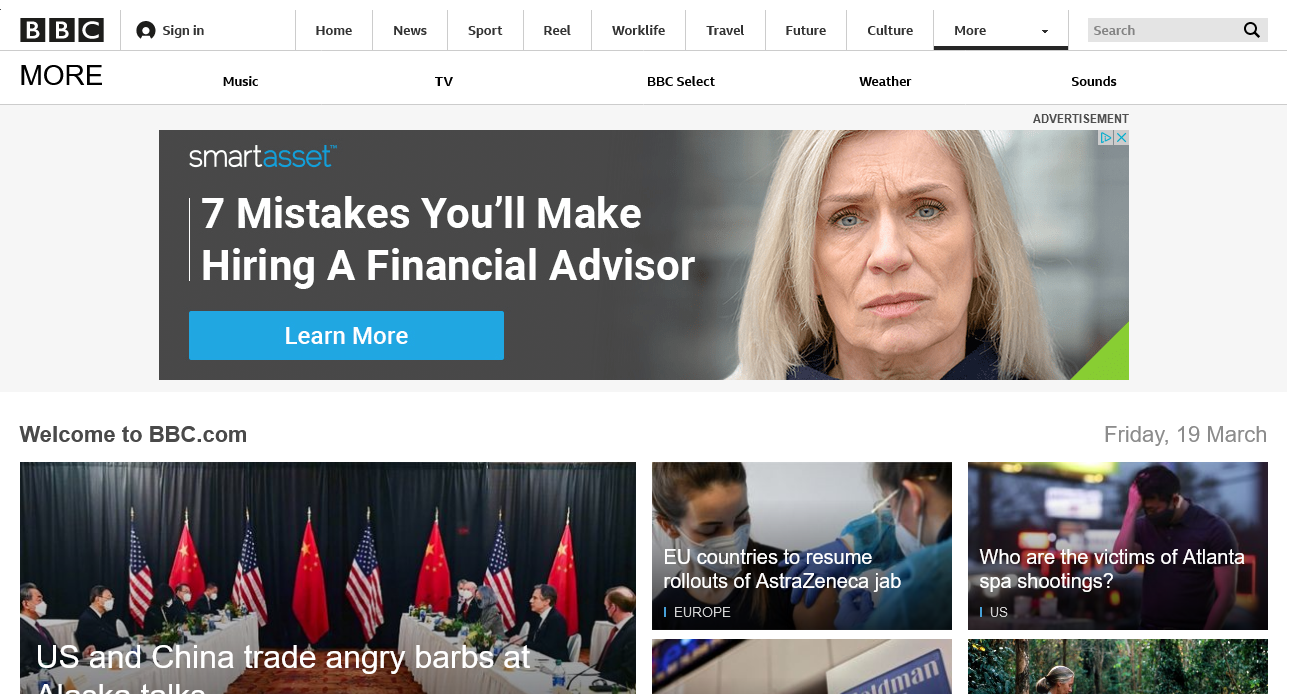 BBC
Sign in
Home
News
Sport
Reel
Worklife
Travel
Future
Culture
More
Search
MORE
Music
TV
BBC Select
Weather
Sounds
ADVERTISEMENT
smartasset™
7 Mistakes You’ll Make
Hiring A Financial Advisor
Learn More
Welcome to BBC.com
Friday, 19 March
US and China trade angry barbs at
Alaska talks
EU countries to resume
rollouts of AstraZeneca jab
EUROPE
Who are the victims of Atlanta
spa shootings?
US